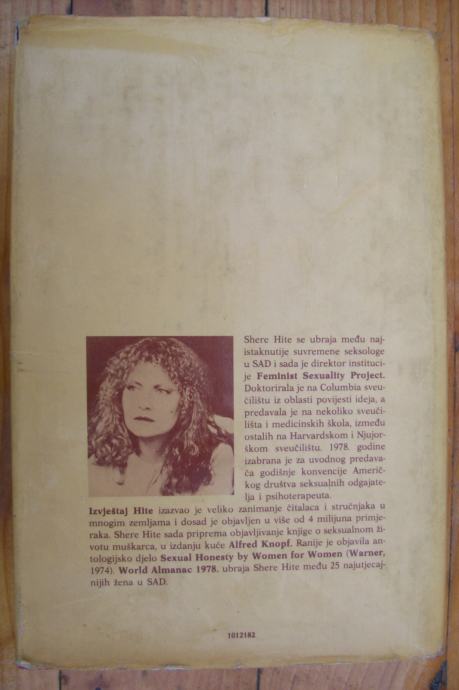 Shere Hite se ubraja među naj-
istaknutije suvremene seksologe
u SAD i sada je direktor instituci-
je Feminist Sexuality Project.
Doktorirala je na Columbia sveu-
čilištu iz oblasti povijesti ideja, a
predavala je na nekoliko sveuči-
lišta i medicinskih škola, između
ostalih na Harvardskom i Njujor-
škom sveučilištu. 1978. godine
izabrana je za uvodnog predava-
ča godišnje konvencije Američ-
kog društva seksualnih odgajate-
lja i psihoterapeuta.
Izvještaj Hite izazvao je veliko zanimanje čitalaca i stručnjaka u
mnogim zemljama i dosad je objavljen u više od 4 milijuna primje-
raka. Shere Hite sada priprema objavljivanje knjige o seksualnom ži-
votu muškarca, u izdanju kuće Alfred Knopf. Ranije je objavila an-
tologijsko djelo Sexual Honesty by Women for Women (Warner,
1974). World Almanac 1978. ubraja Shere Hite među 25 najutjecaj-
nijih žena u SAD.
1012182